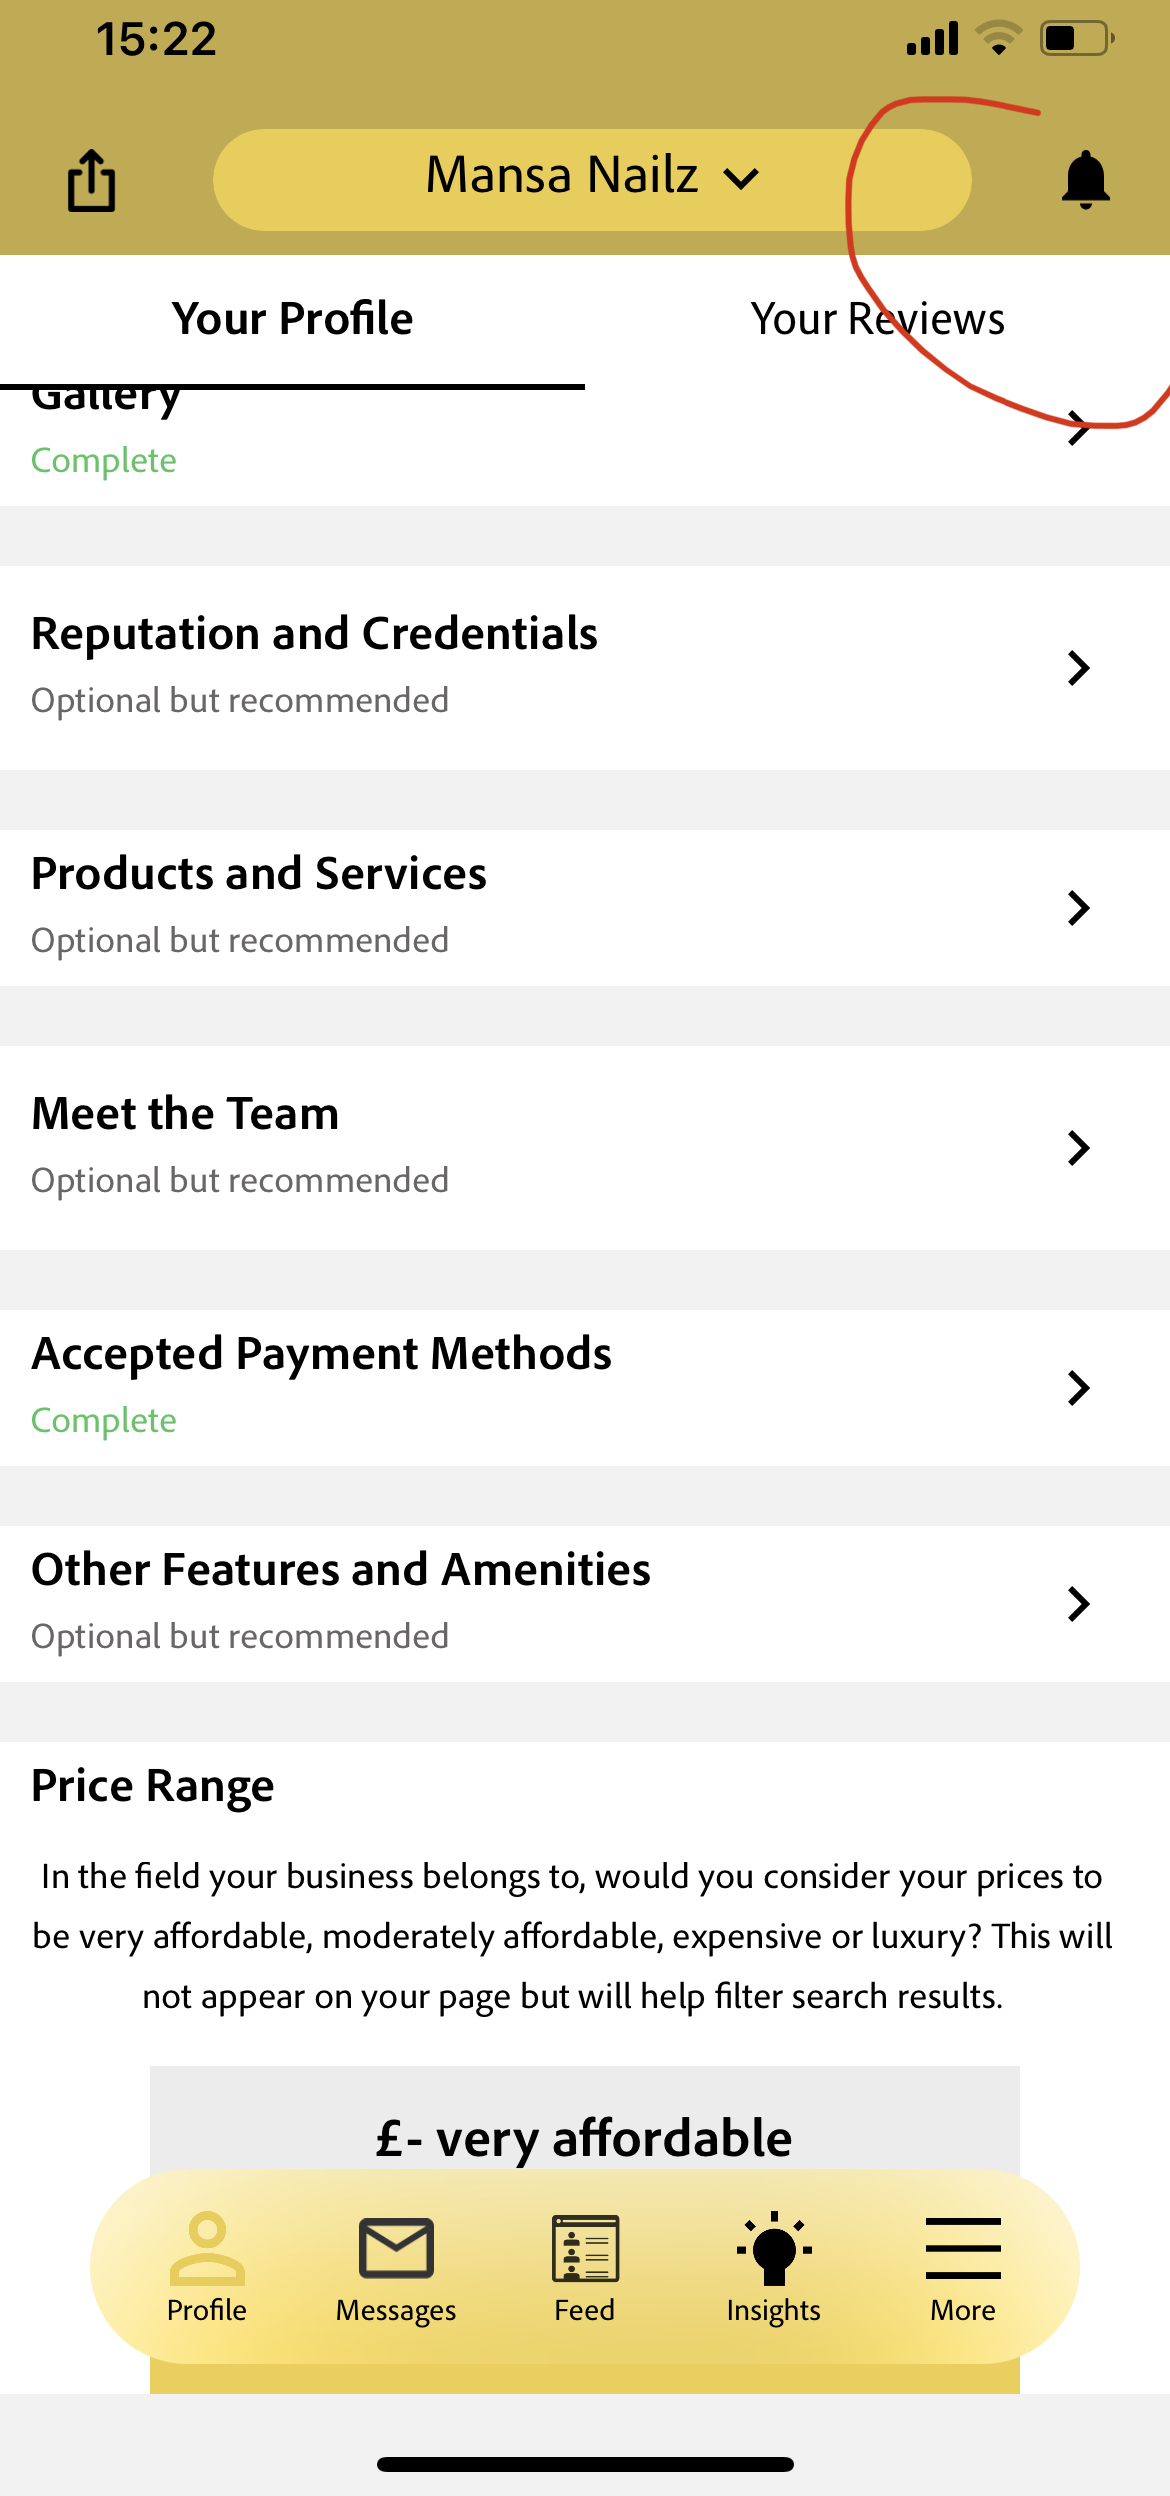 15:22
Mansa Nailz
Your Profile
Your Reviews
Gallery
Complete
Reputation and Credentials
Optional but recommended
Products and Services
Optional but recommended
Meet the Team
Optional but recommended
Accepted Payment Methods
Complete
Other Features and Amenities
Optional but recommended
Price Range
In the field your business belongs to, would you consider your prices to
be very affordable, moderately affordable, expensive or luxury? This will
not appear on your page but will help filter search results.
£- very affordable
Profile
Messages
Feed
Insights
More